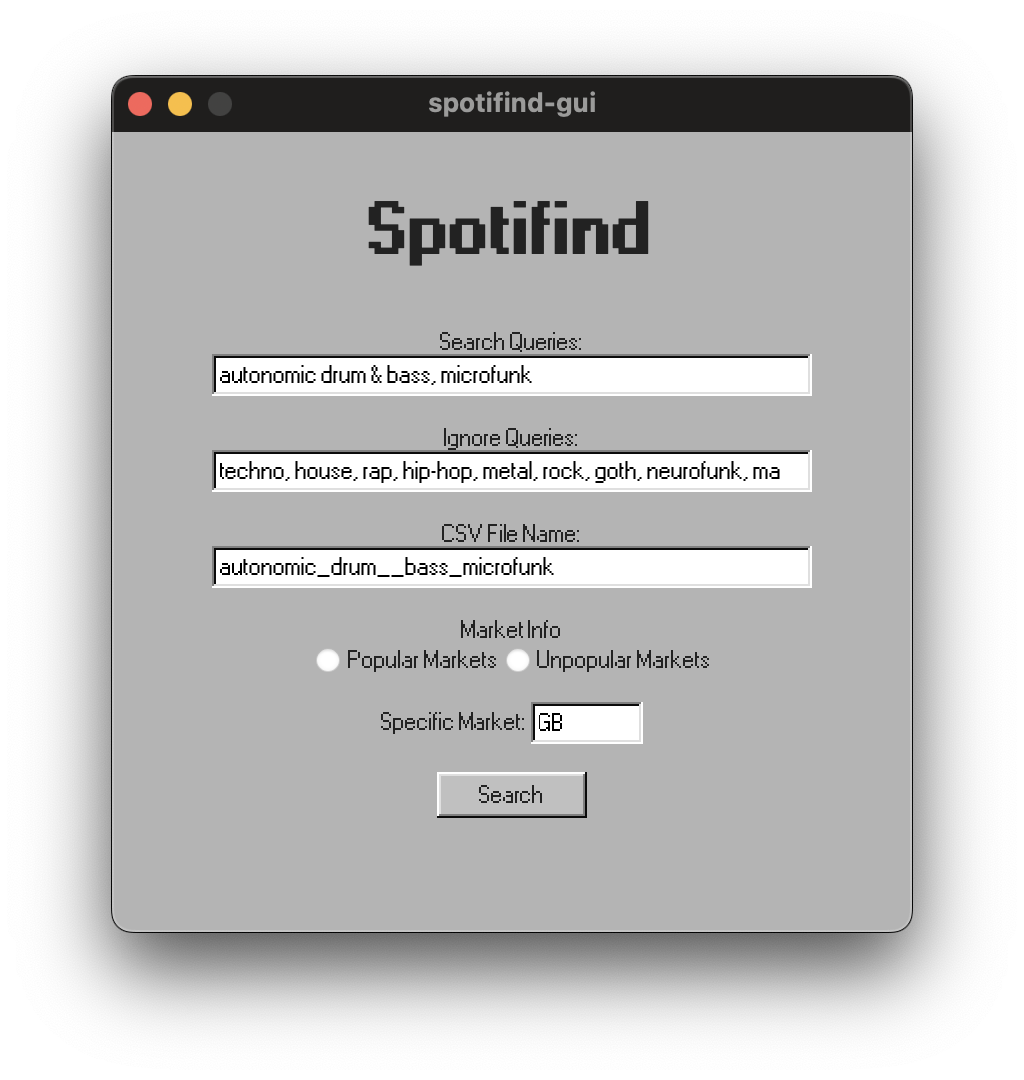 spotifind-gui
Spotifind
Search Queries:
autonomic drum & bass, microfunk
Ignore Queries:
techno, house, rap, hip-hop, metal, rock, goth, neurofunk, ma
CSV File Name:
autonomic_drum__bass_microfunk
Market Info
Popular Markets Unpopular Markets
Specific Market: GB
Search